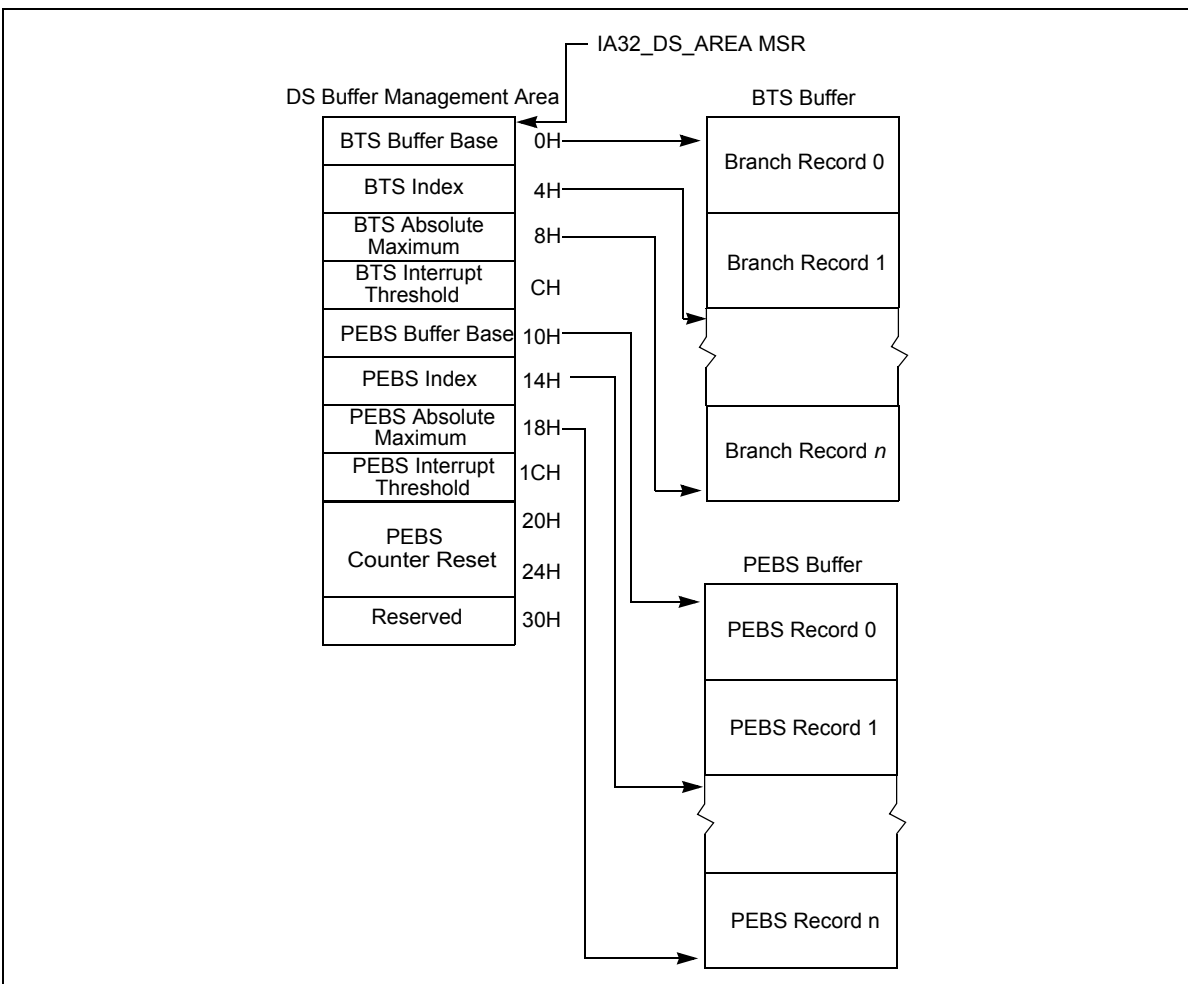 IA32_DS_AREA MSR
DS Buffer Management Area
BTS Buffer Base 0H
BTS Index 4H
BTS Absolute
Maximum 8H
BTS Interrupt
Threshold CH
PEBS Buffer Base 10H
PEBS Index 14H
PEBS Absolute
Maximum 18H
PEBS Interrupt
Threshold 1CH
20H
PEBS
Counter Reset
24H
Reserved 30H
BTS Buffer
Branch Record 0
Branch Record 1
Branch Record n
PEBS Buffer
PEBS Record 0
PEBS Record 1
PEBS Record n